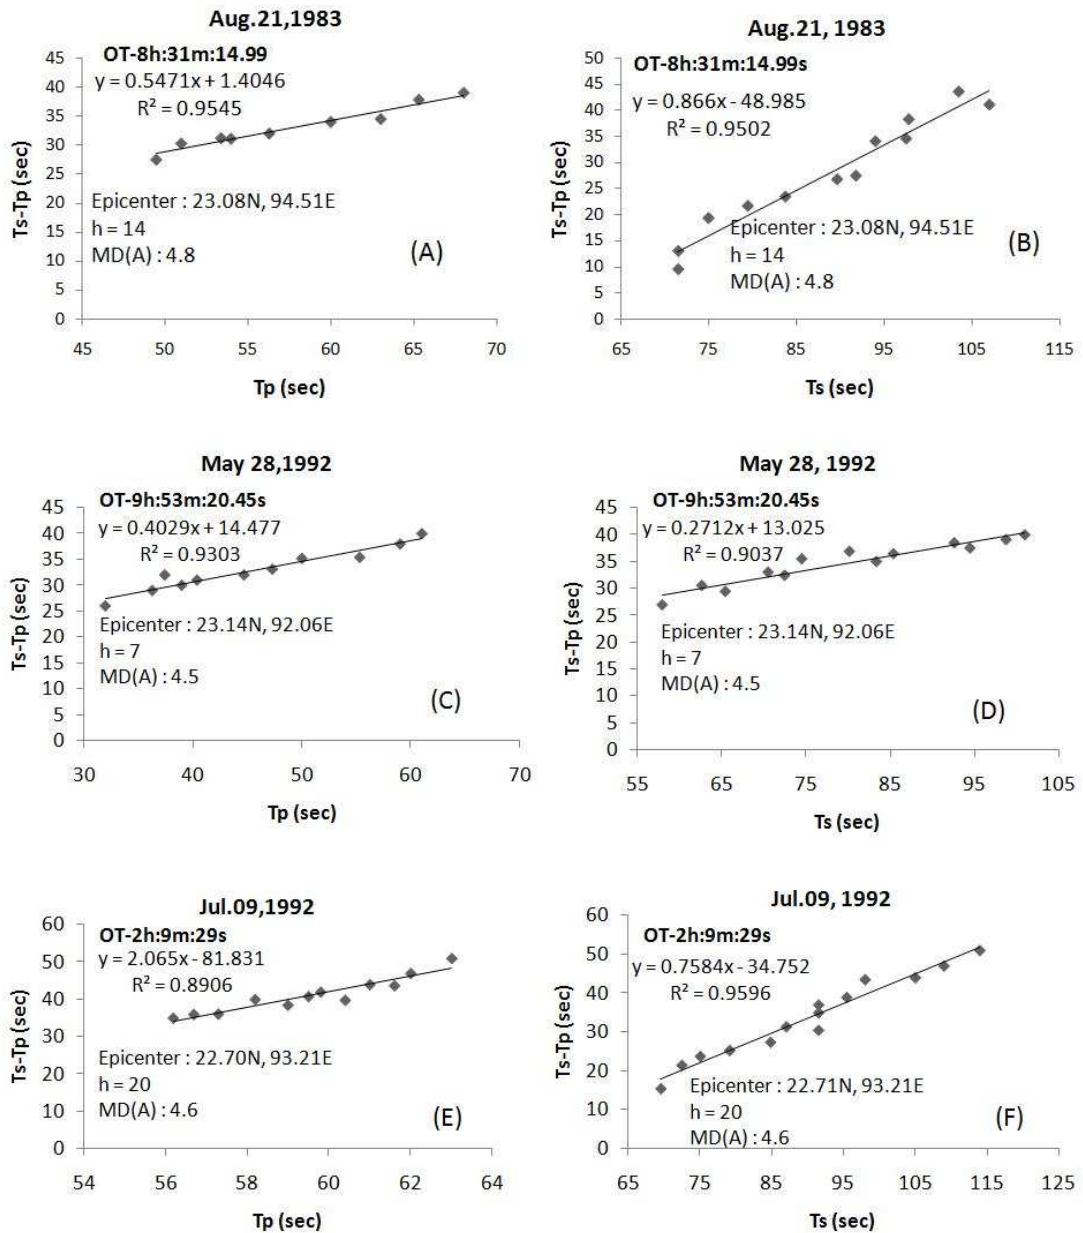 Aug.21,1983
OT-8h:31m:14.99
y = 0.5471x + 1.4046
R² = 0.9545
Epicenter : 23.08N, 94.51E
h = 14
MD(A) : 4.8
(A)
Ts-Tp (sec)
45
40
35
30
25
20
15
10
5
0
45 50 55 60 65 70
Tp (sec)
Aug.21, 1983
OT-8h:31m:14.99s
y = 0.866x - 48.985
R² = 0.9502
Epicenter : 23.08N, 94.51E
h = 14
MD(A) : 4.8
(B)
Ts-Tp (sec)
50
45
40
35
30
25
20
15
10
5
0
65 75 85 95 105 115
Ts (sec)
May 28,1992
OT-9h:53m:20.45s
y = 0.4029x + 14.477
R² = 0.9303
Epicenter : 23.14N, 92.06E
h = 7
MD(A) : 4.5
(C)
Ts-Tp (sec)
45
40
35
30
25
20
15
10
5
0
30 40 50 60 70
Tp (sec)
May 28, 1992
OT-9h:53m:20.45s
y = 0.2712x + 13.025
R² = 0.9037
Epicenter : 23.14N, 92.06E
h = 7
MD(A) : 4.5
(D)
Ts-Tp (sec)
45
40
35
30
25
20
15
10
5
0
55 65 75 85 95 105
Ts (sec)
Jul.09,1992
OT-2h:9m:29s
y = 2.065x - 81.831
R² = 0.8906
Epicenter : 22.70N, 93.21E
h = 20
MD(A) : 4.6
(E)
Ts-Tp (sec)
60
50
40
30
20
10
0
54 56 58 60 62 64
Tp (sec)
Jul.09, 1992
OT-2h:9m:29s
y = 0.7584x - 34.752
R² = 0.9596
Epicenter : 22.71N, 93.21E
h = 20
MD(A) : 4.6
(F)
Ts-Tp (sec)
60
50
40
30
20
10
0
65 75 85 95 105 115 125
Ts (sec)